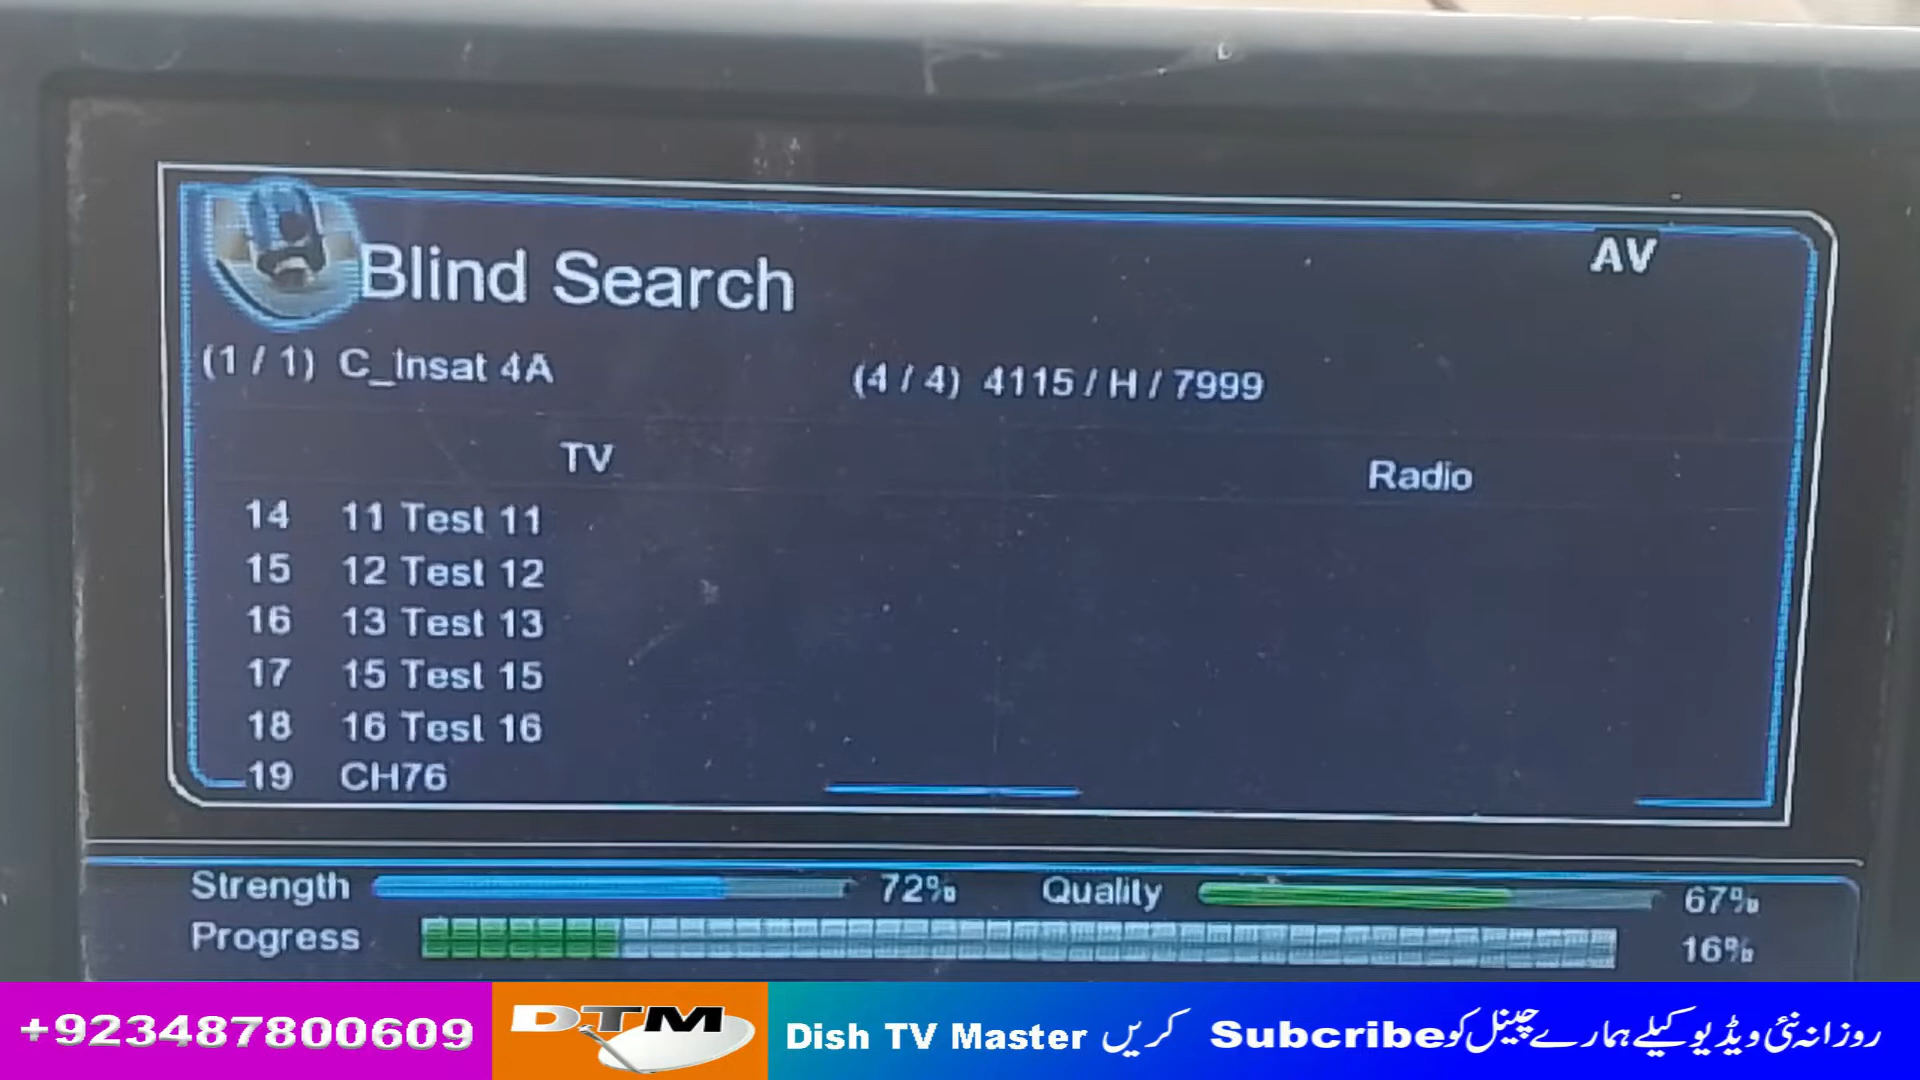 Blind Search
AV
(1 / 1) C_Insat 4A
(4 / 4) 4115 / H / 7999
TV
Radio
14 11 Test 11
15 12 Test 12
16 13 Test 13
17 15 Test 15
18 16 Test 16
19 CH76
Strength 72% Quality 67%
Progress 16%
+923487800609
DTM
روزانہ نئی ویڈیو کیلے ہمارے چینل کو Subcribe کریں Dish TV Master